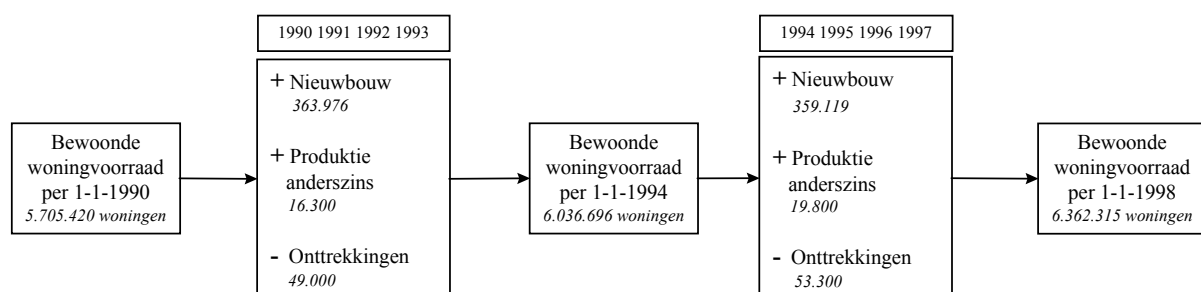 1990 1991 1992 1993
+ Nieuwbouw
363.976
+ Produktie
anderszins
16.300
- Onttrekkingen
49.000
Bewoonde
woningvoorraad
per 1-1-1990
5.705.420 woningen
Bewoonde
woningvoorraad
per 1-1-1994
6.036.696 woningen
1994 1995 1996 1997
+ Nieuwbouw
359.119
+ Produktie
anderszins
19.800
- Onttrekkingen
53.300
Bewoonde
woningvoorraad
per 1-1-1998
6.362.315 woningen